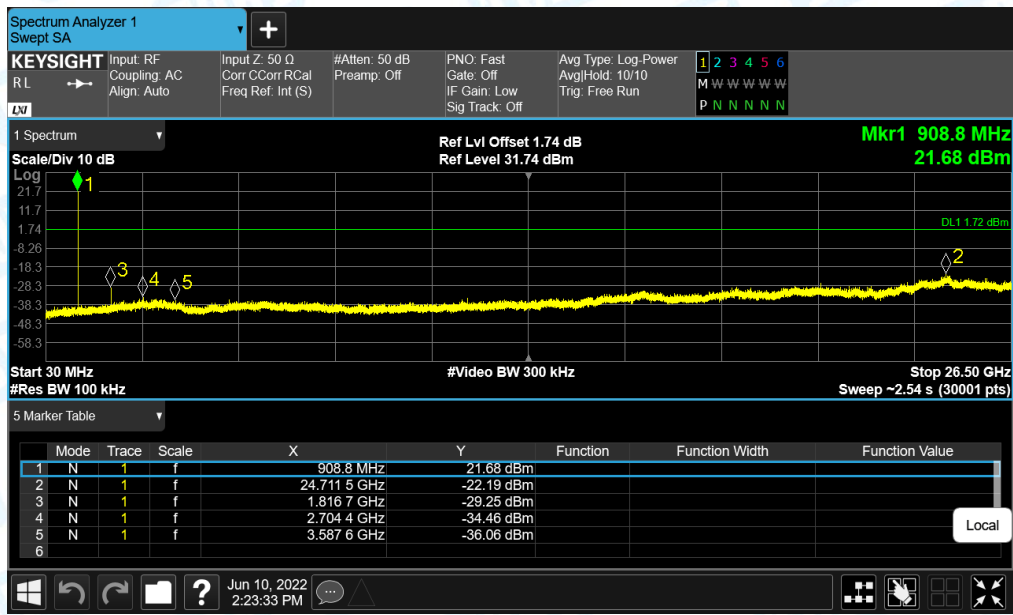 Spectrum Analyzer 1
Swept SA
+
KEYSIGHT
RL
LXI
Input: RF
Coupling: AC
Align: Auto
Input Z: 50 Ω
Corr CCorr RCal
Freq Ref: Int (S)
#Atten: 50 dB
Preamp: Off
PNO: Fast
Gate: Off
IF Gain: Low
Sig Track: Off
Avg Type: Log-Power
Avg|Hold: 10/10
Trig: Free Run
1 2 3 4 5 6
M W W W W W
P N N N N N
1 Spectrum
Scale/Div 10 dB
Ref Lvl Offset 1.74 dB
Ref Level 31.74 dBm
Mkr1 908.8 MHz
21.68 dBm
Log
21.7
11.7
1.74
-8.26
-18.3
-28.3
-38.3
-48.3
-58.3
1
3
4
5
2
DL1 1.72 dBm
Start 30 MHz
#Res BW 100 kHz
#Video BW 300 kHz
Stop 26.50 GHz
Sweep ~2.54 s (30001 pts)
5 Marker Table
Mode Trace Scale X Y Function Function Width Function Value
1 N 1 f 908.8 MHz 21.68 dBm
2 N 1 f 24.711 5 GHz -22.19 dBm
3 N 1 f 1.816 7 GHz -29.25 dBm
4 N 1 f 2.704 4 GHz -34.46 dBm
5 N 1 f 3.587 6 GHz -36.06 dBm
6
Local
?
Jun 10, 2022
2:23:33 PM